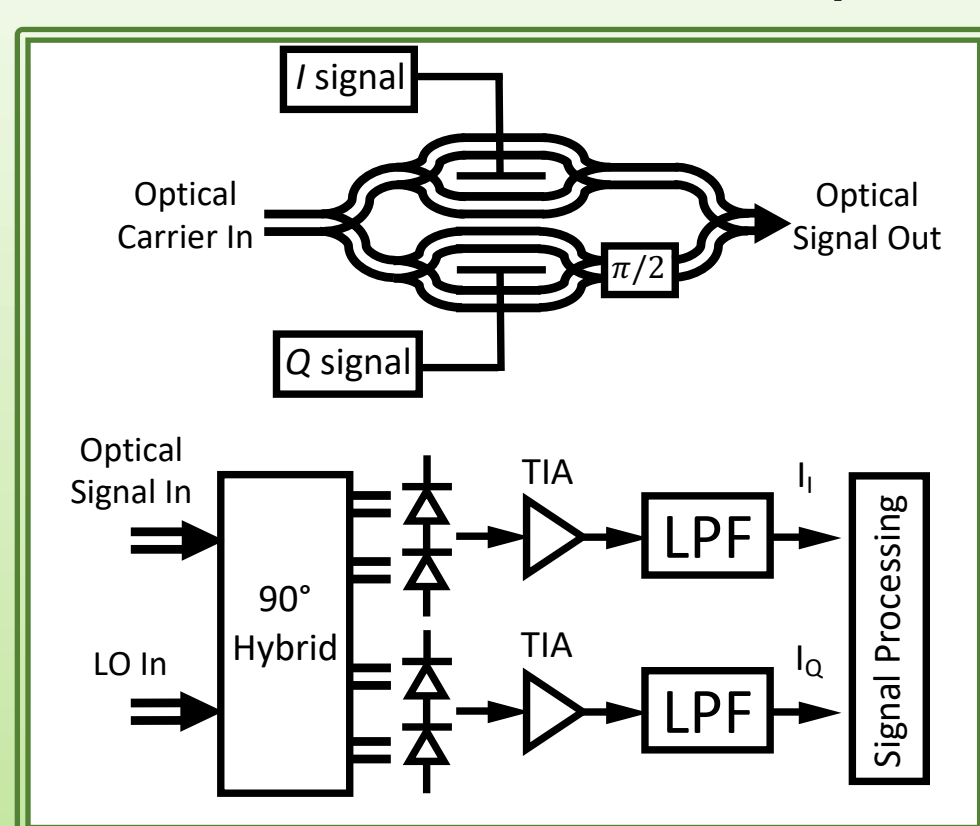 I signal
Optical
Carrier In
Optical
Signal Out
π/2
Q signal
Optical
Signal In
TIA
I_I
LPF
90°
Hybrid
Signal Processing
LO In
TIA
I_Q
LPF